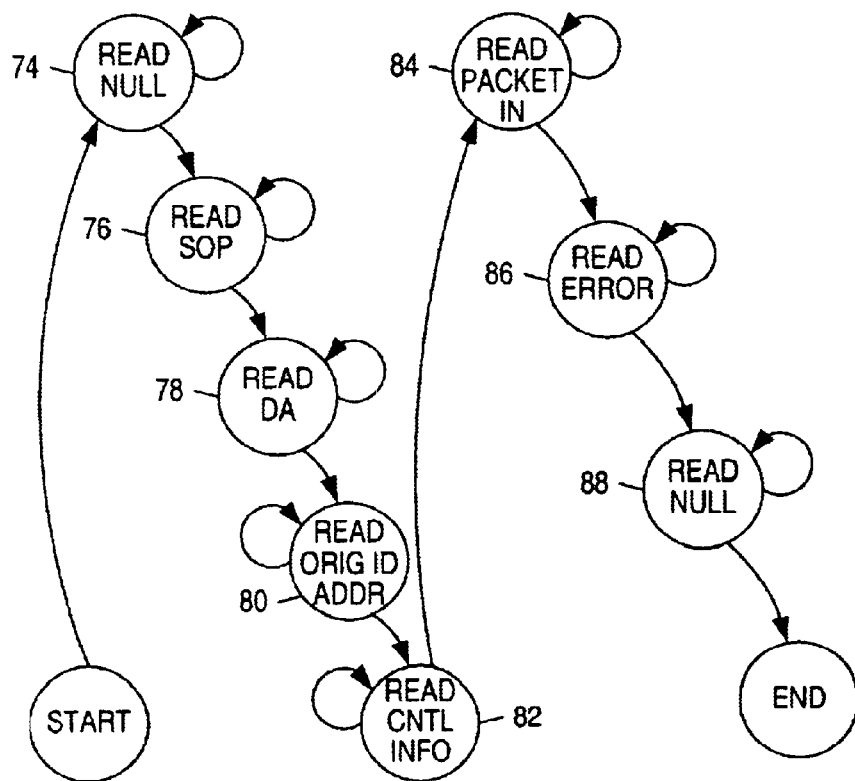 74
READ
NULL
76
READ
SOP
78
READ
DA
80
READ
ORIG ID
ADDR
START
READ
CNTL
INFO
82
84
READ
PACKET
IN
86
READ
ERROR
88
READ
NULL
END